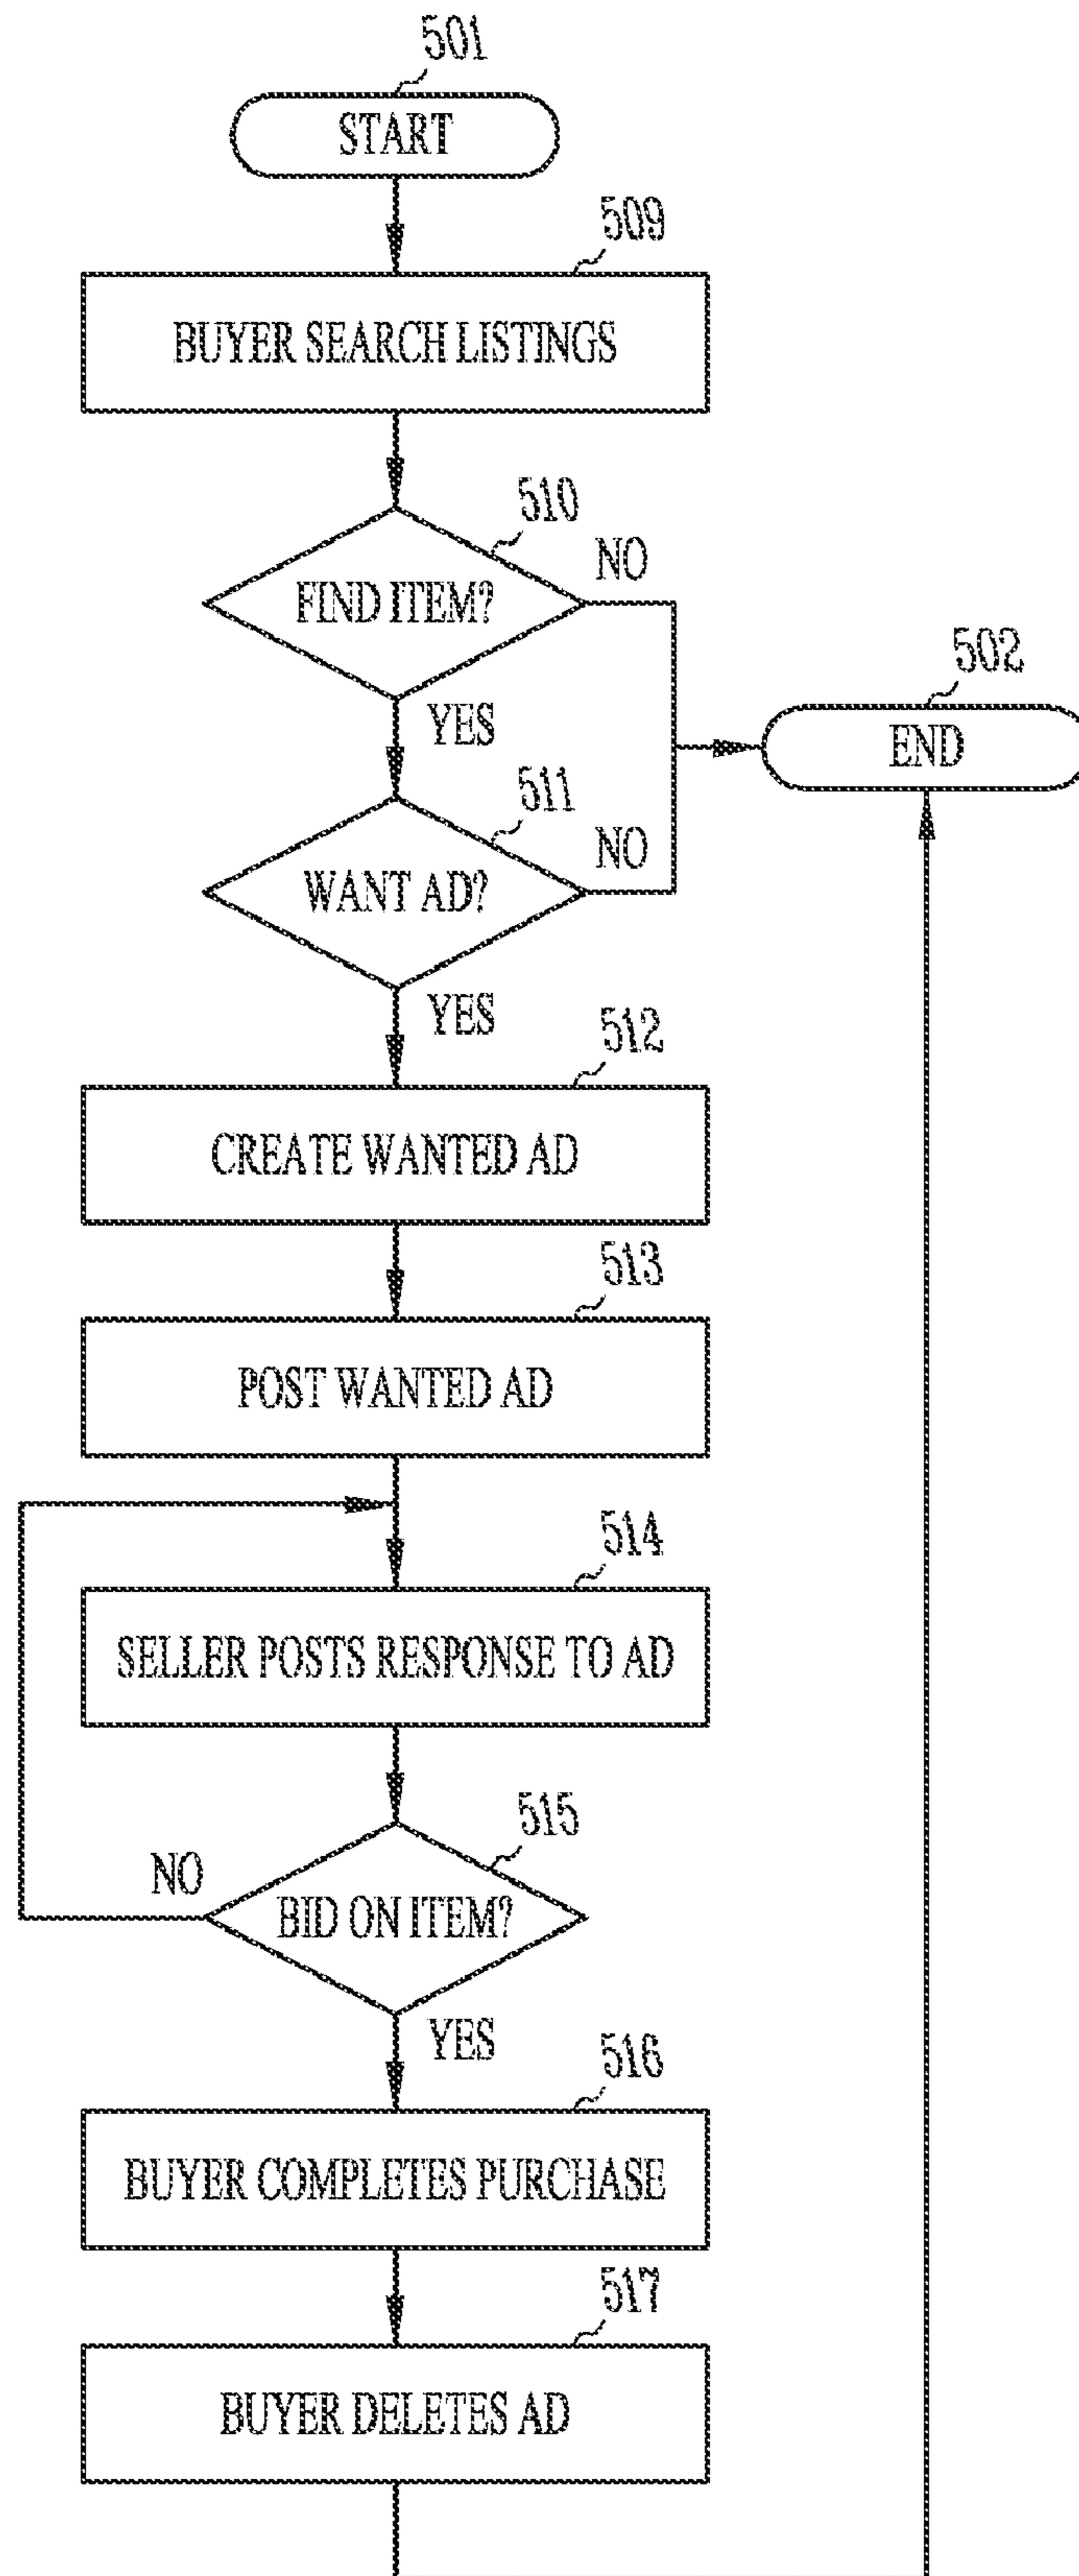 501
START
509
BUYER SEARCH LISTINGS
510
NO
FIND ITEM?
502
YES
END
511
NO
WANT AD?
YES
512
CREATE WANTED AD
513
POST WANTED AD
514
SELLER POSTS RESPONSE TO AD
515
NO
BID ON ITEM?
YES
516
BUYER COMPLETES PURCHASE
517
BUYER DELETES AD